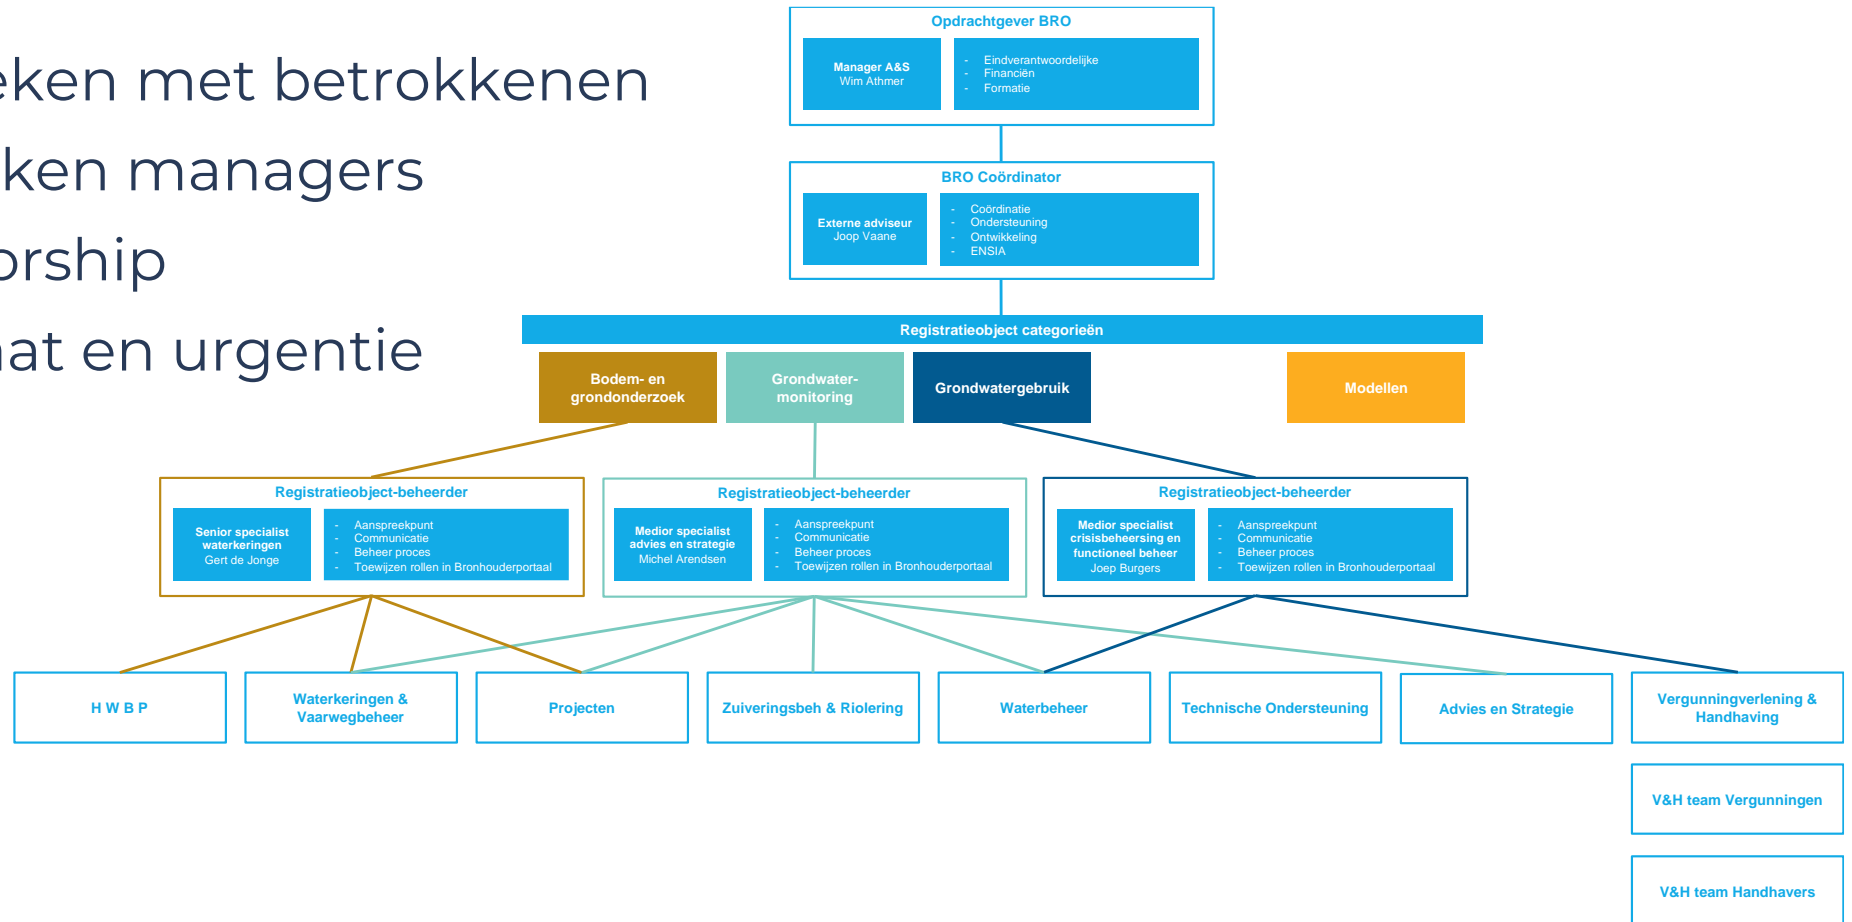 met betrokkenen
managers
en urgentie
Opdrachtgever BRO
Manager A&S
Wim Athmer
- Eindverantwoordelijke
- Financiën
- Formatie
BRO Coördinator
Externe adviseur
Joop Vaane
- Coördinatie
- Ondersteuning
- Ontwikkeling
- ENSIA
Registratieobject categorieën
Bodem- en
grondonderzoek
Grondwater-
monitoring
Grondwatergebruik
Modellen
Registratieobject-beheerder
Senior specialist
waterkeringen
Gert de Jonge
- Aanspreekpunt
- Communicatie
- Beheer proces
- Toewijzen rollen in Bronhouderportaal
Registratieobject-beheerder
Medior specialist
advies en strategie
Michel Arendsen
- Aanspreekpunt
- Communicatie
- Beheer proces
- Toewijzen rollen in Bronhouderportaal
Registratieobject-beheerder
Medior specialist
crisisbeheersing en
functioneel beheer
Joep Burgers
- Aanspreekpunt
- Communicatie
- Beheer proces
- Toewijzen rollen in Bronhouderportaal
H W B P
Waterkeringen &
Vaarwegbeheer
Projecten
Zuiveringsbeh & Riolering
Waterbeheer
Technische Ondersteuning
Advies en Strategie
Vergunningverlening &
Handhaving
V&H team Vergunningen
V&H team Handhavers